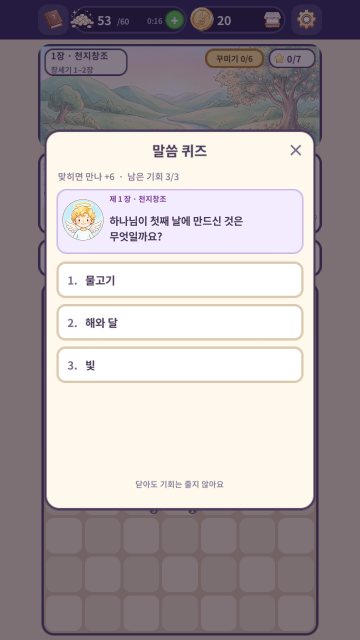 53 /60 0:16 + 20
1장 · 천지창조
창세기 1–2장
꾸미기 0/6
0/7
말씀 퀴즈
맞히면 만나 +6 · 남은 기회 3/3
제 1 장 · 천지창조
하나님이 첫째 날에 만드신 것은
무엇일까요?
1. 물고기
2. 해와 달
3. 빛
닫아도 기회는 줄지 않아요